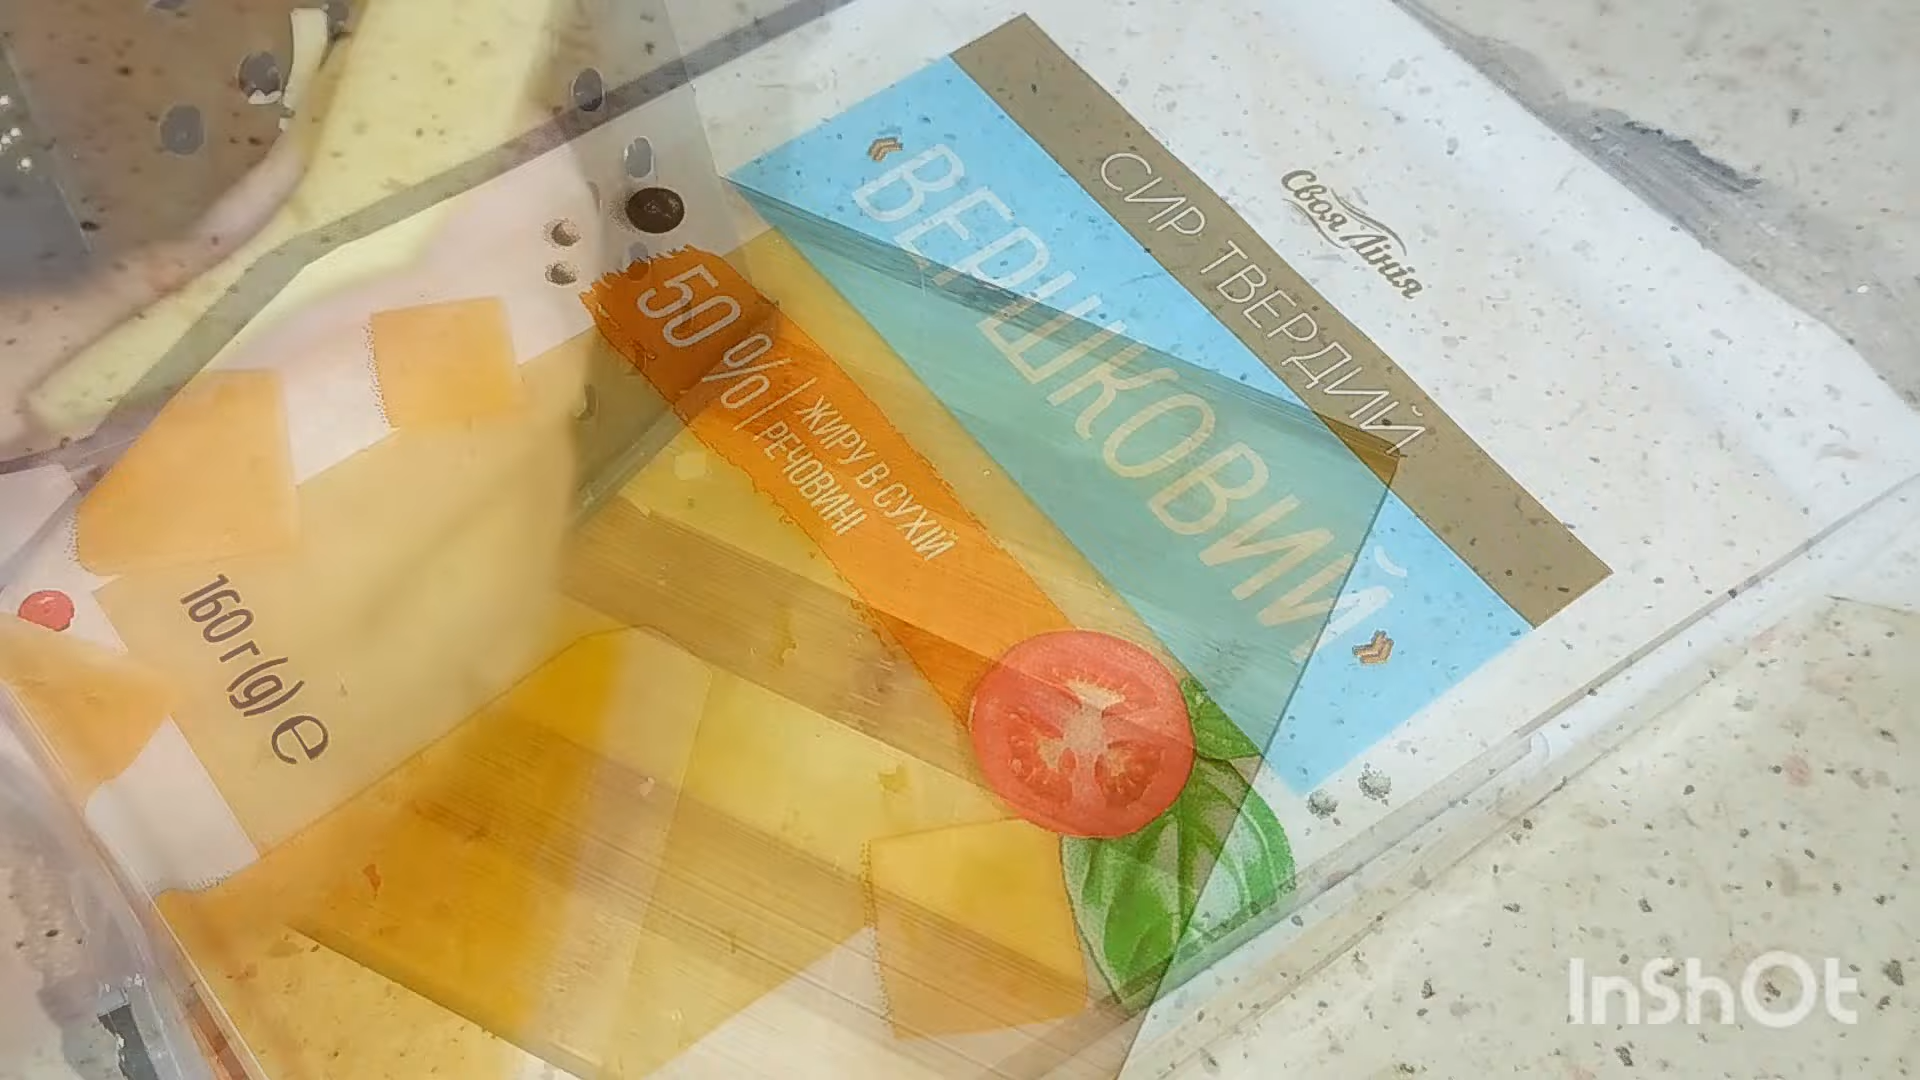 Своя Лінія
СИР ТВЕРДИЙ
«ВЕРШКОВИЙ»
50% ЖИРУ В СУХІЙ
РЕЧОВИНІ
160 г (g) e
InShOt